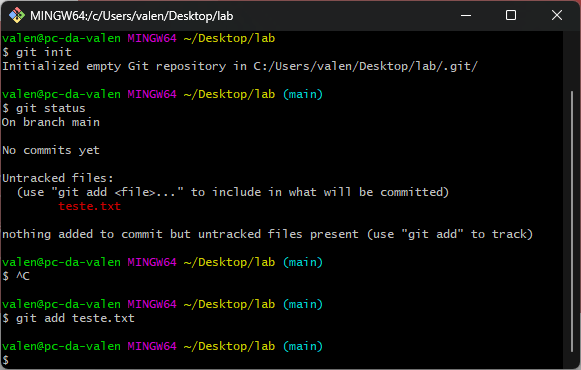 MINGW64:/c/Users/valen/Desktop/lab
valen@pc-da-valen MINGW64 ~/Desktop/lab
$ git init
Initialized empty Git repository in C:/Users/valen/Desktop/lab/.git/
valen@pc-da-valen MINGW64 ~/Desktop/lab (main)
$ git status
On branch main
No commits yet
Untracked files:
  (use "git add <file>..." to include in what will be committed)
        teste.txt
nothing added to commit but untracked files present (use "git add" to track)
valen@pc-da-valen MINGW64 ~/Desktop/lab (main)
$ ^C
valen@pc-da-valen MINGW64 ~/Desktop/lab (main)
$ git add teste.txt
valen@pc-da-valen MINGW64 ~/Desktop/lab (main)
$